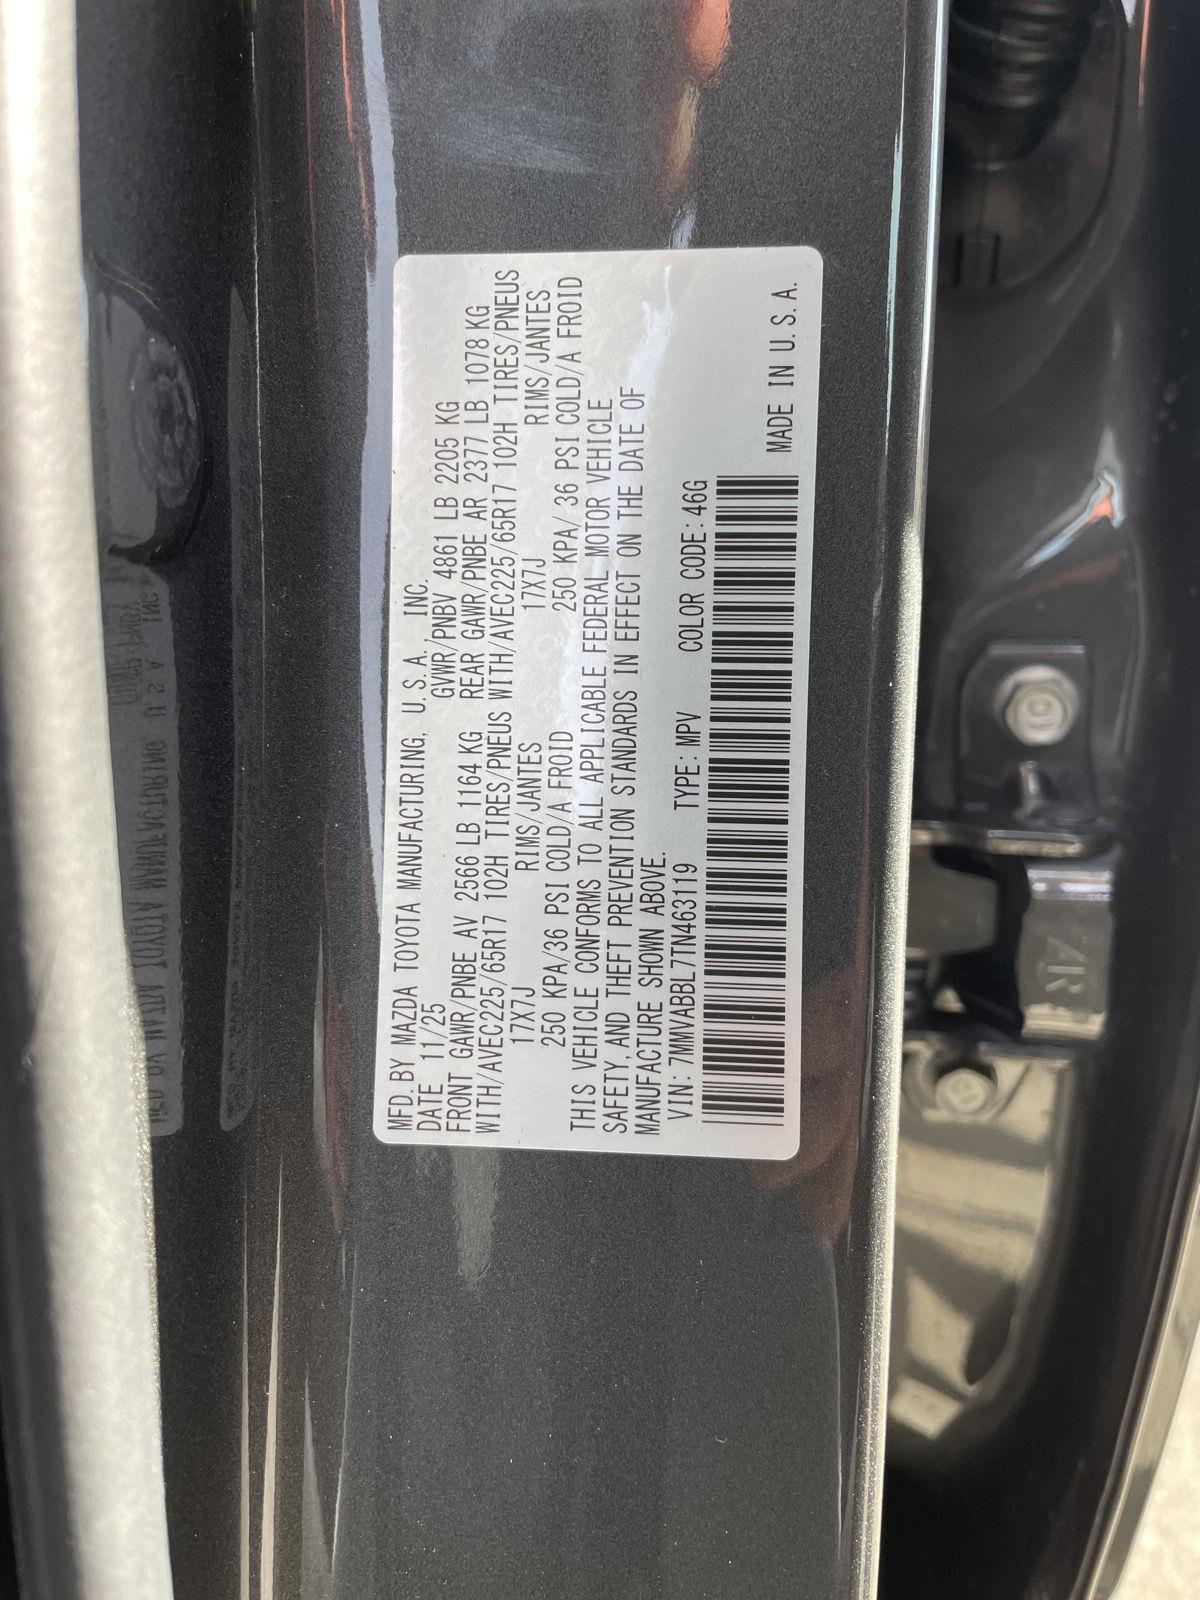 MFD. BY MAZDA TOYOTA MANUFACTURING, U.S.A., INC.
DATE 11/25 GVWR/PNBV 4861 LB 2205 KG
FRONT GAWR/PNBE AV 2566 LB 1164 KG REAR GAWR/PNBE AR 2377 LB 1078 KG
WITH/AVEC225/65R17 102H TIRES/PNEUS WITH/AVEC225/65R17 102H TIRES/PNEUS
17X7J RIMS/JANTES 17X7J RIMS/JANTES
250 KPA/36 PSI COLD/A FROID 250 KPA/ 36 PSI COLD/A FROID
THIS VEHICLE CONFORMS TO ALL APPLICABLE FEDERAL MOTOR VEHICLE
SAFETY, AND THEFT PREVENTION STANDARDS IN EFFECT ON THE DATE OF
MANUFACTURE SHOWN ABOVE.
VIN: 7MMVABBL7TN463119 TYPE: MPV COLOR CODE: 46G
MADE IN U.S.A.
4R